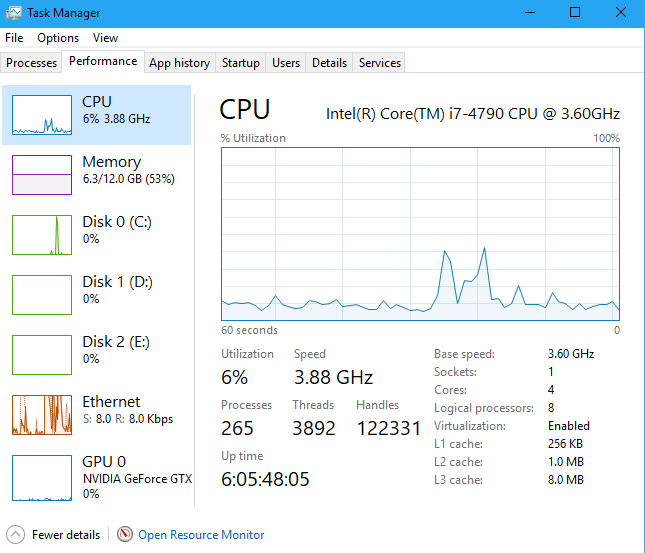 Task Manager
File Options View
Processes Performance App history Startup Users Details Services
CPU
6% 3.88 GHz
Memory
6.3/12.0 GB (53%)
Disk 0 (C:)
0%
Disk 1 (D:)
0%
Disk 2 (E:)
0%
Ethernet
S: 8.0 R: 8.0 Kbps
GPU 0
NVIDIA GeForce GTX
0%
CPU Intel(R) Core(TM) i7-4790 CPU @ 3.60GHz
% Utilization 100%
60 seconds 0
Utilization Speed
6% 3.88 GHz
Processes Threads Handles
265 3892 122331
Up time
6:05:48:05
Base speed: 3.60 GHz
Sockets: 1
Cores: 4
Logical processors: 8
Virtualization: Enabled
L1 cache: 256 KB
L2 cache: 1.0 MB
L3 cache: 8.0 MB
Fewer details Open Resource Monitor